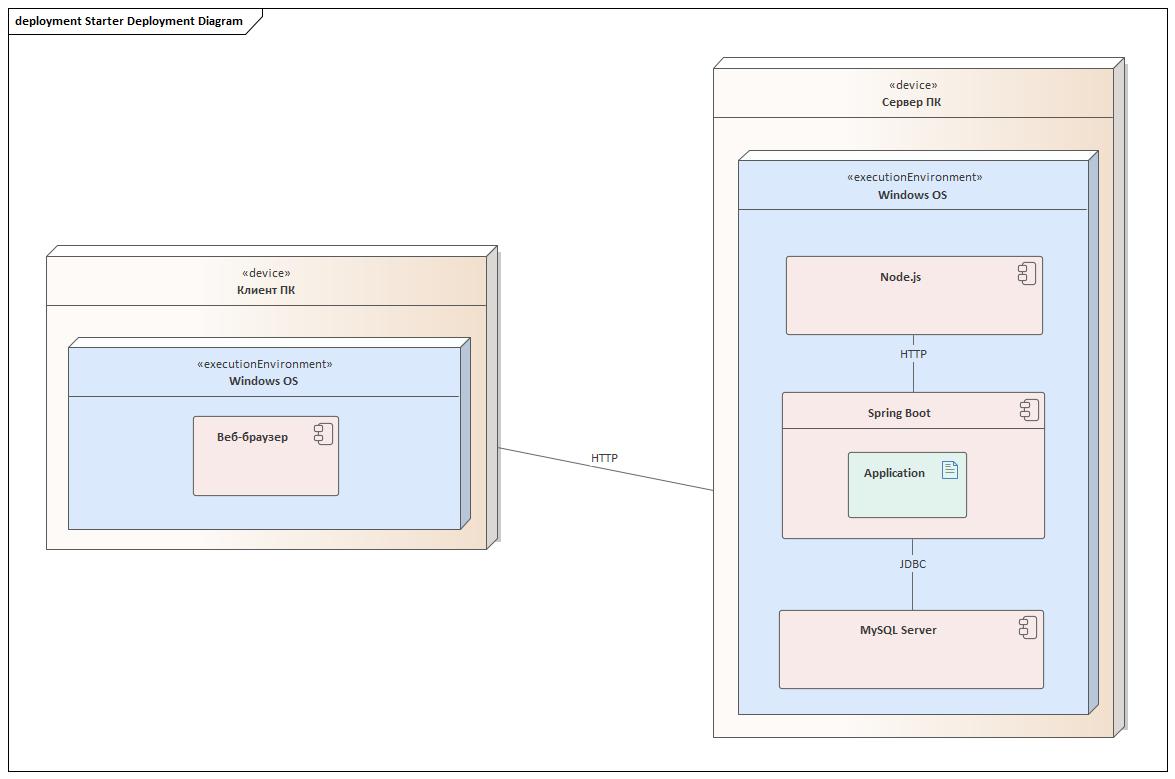 deployment Starter Deployment Diagram
«device»
Клиент ПК
«executionEnvironment»
Windows OS
Веб-браузер
HTTP
«device»
Сервер ПК
«executionEnvironment»
Windows OS
Node.js
HTTP
Spring Boot
Application
JDBC
MySQL Server